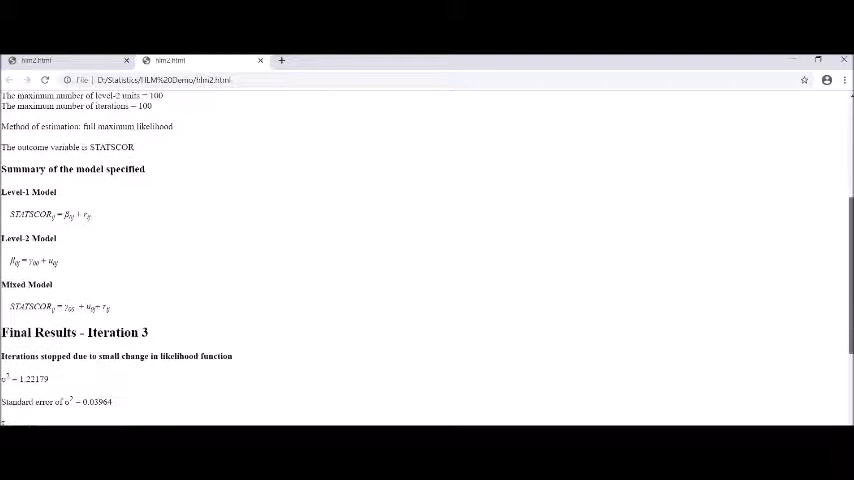 hlm2.html
hlm2.html
File D:/Statistics/HLM%20Demo/hlm2.html
The maximum number of level-2 units = 100
The maximum number of iterations = 100
Method of estimation: full maximum likelihood
The outcome variable is STATSCOR
Summary of the model specified
Level-1 Model
STATSCORij = β0j + rij
Level-2 Model
β0j = γ00 + u0j
Mixed Model
STATSCORij = γ00 + u0j+ rij
Final Results - Iteration 3
Iterations stopped due to small change in likelihood function
σ2 = 1.22179
Standard error of σ2 = 0.03964